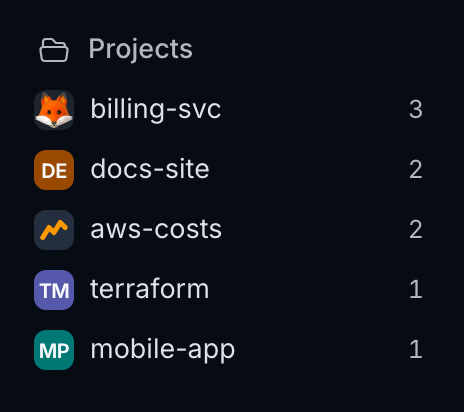 Projects
billing-svc 3
DE docs-site 2
aws-costs 2
TM terraform 1
MP mobile-app 1